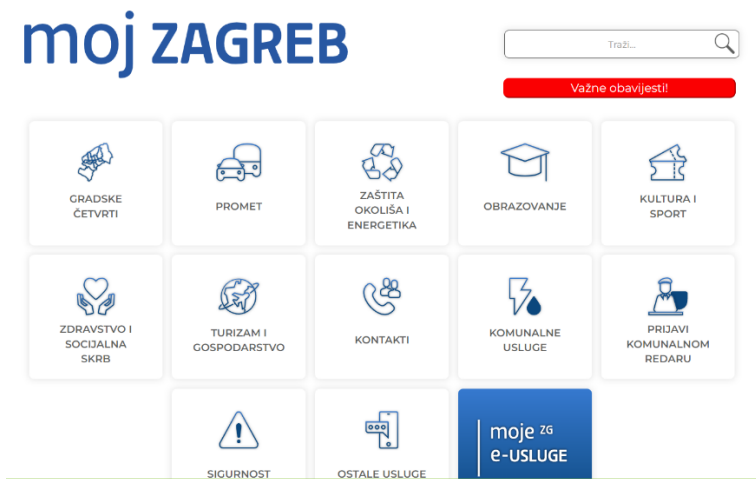 moj ZAGREB
Traži...
Važne obavijesti!
GRADSKE
ČETVRTI
PROMET
ZAŠTITA
OKOLIŠA I
ENERGETIKA
OBRAZOVANJE
KULTURA I
SPORT
ZDRAVSTVO I
SOCIJALNA
SKRB
TURIZAM I
GOSPODARSTVO
KONTAKTI
KOMUNALNE
USLUGE
PRIJAVI
KOMUNALNOM
REDARU
SIGURNOST
OSTALE USLUGE
moje ZG
e-USLUGE